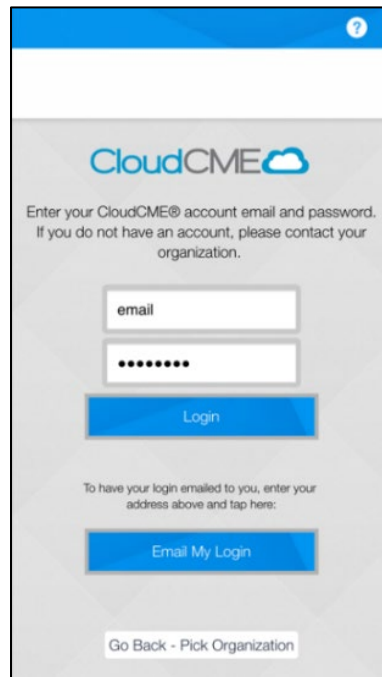 ?
CloudCME
Enter your CloudCME® account email and password.
If you do not have an account, please contact your
organization.
email
••••••••
Login
To have your login emailed to you, enter your
address above and tap here:
Email My Login
Go Back - Pick Organization